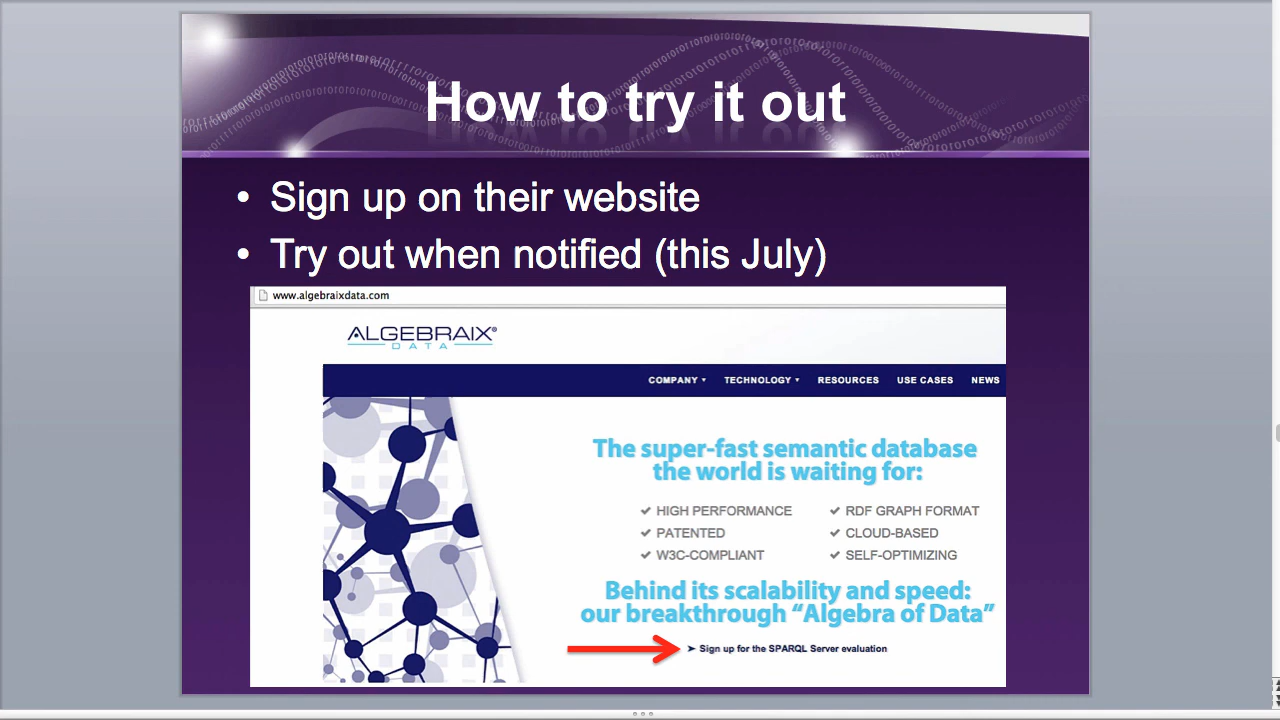 How to try it out
• Sign up on their website
• Try out when notified (this July)
www.algebraixdata.com
ALGEBRAIX®
DATA
COMPANY TECHNOLOGY RESOURCES USE CASES NEWS
The super-fast semantic database
the world is waiting for:
HIGH PERFORMANCE RDF GRAPH FORMAT
PATENTED CLOUD-BASED
W3C-COMPLIANT SELF-OPTIMIZING
Behind its scalability and speed:
our breakthrough “Algebra of Data”
Sign up for the SPARQL Server evaluation